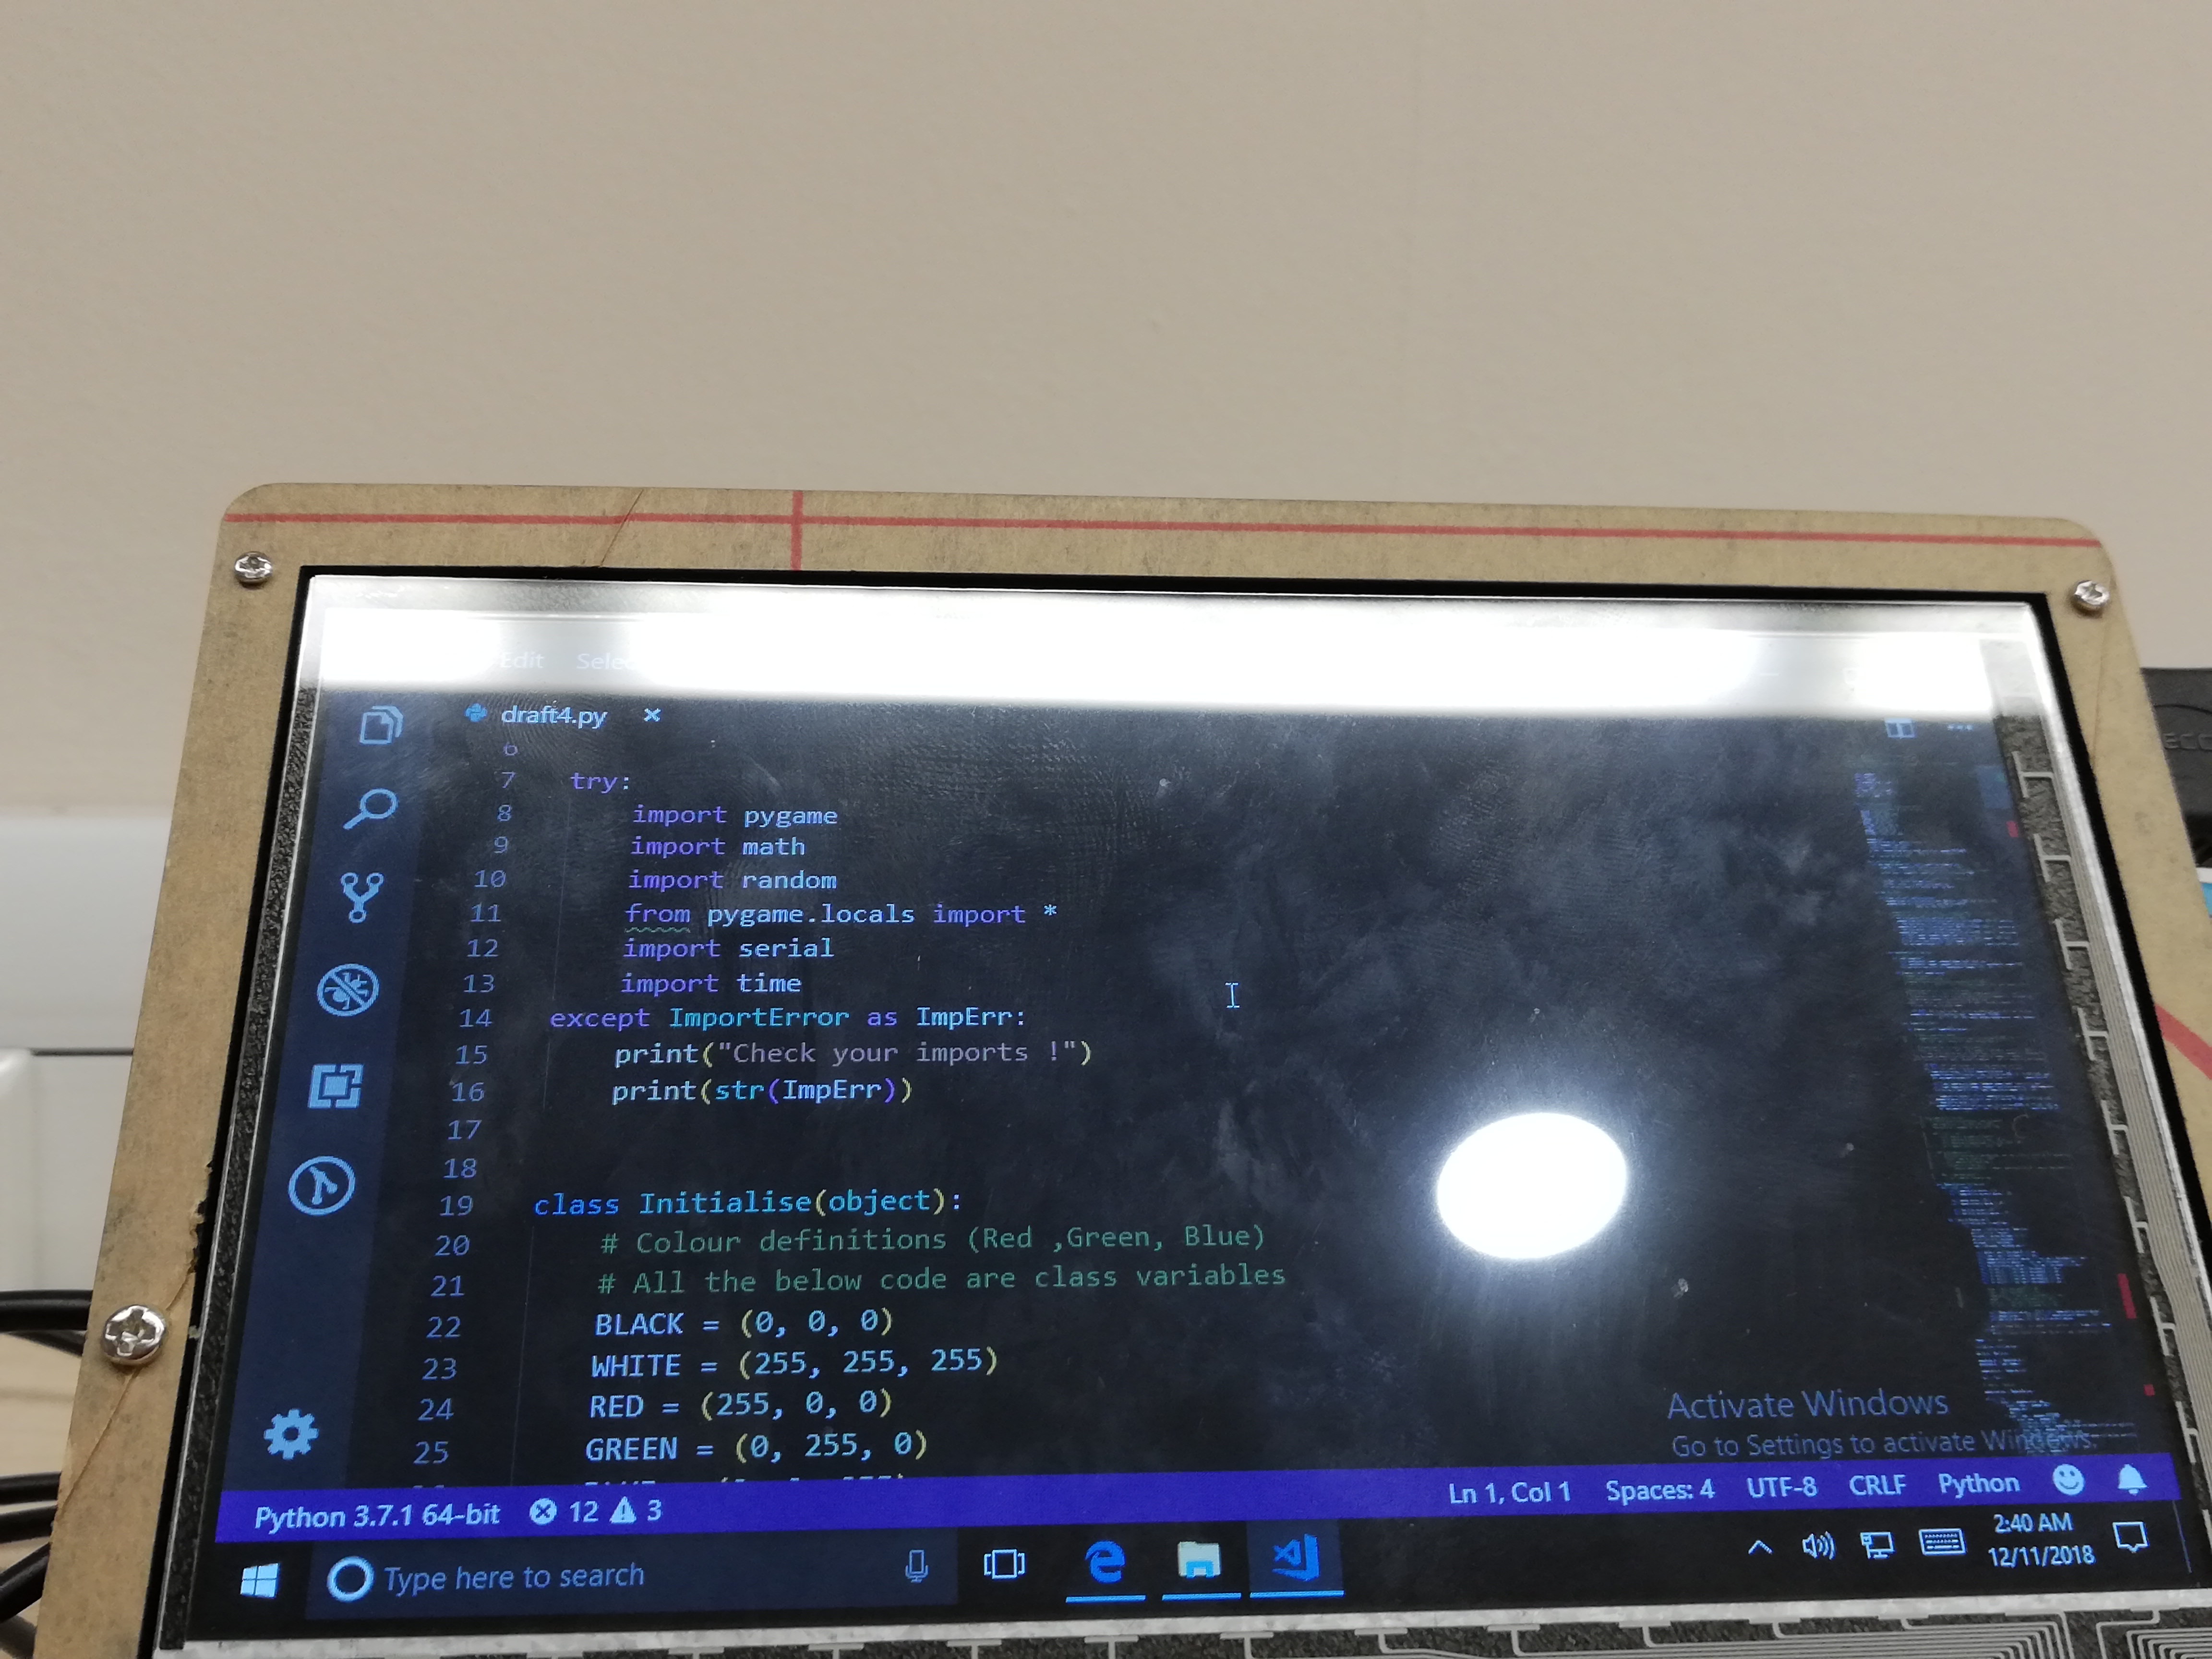 Edit Selec
draft4.py
6
7 try:
8 import pygame
9 import math
10 import random
11 from pygame.locals import *
12 import serial
13 import time
14 except ImportError as ImpErr:
15 print("Check your imports !")
16 print(str(ImpErr))
17
18
19 class Initialise(object):
20 # Colour definitions (Red ,Green, Blue)
21 # All the below code are class variables
22 BLACK = (0, 0, 0)
23 WHITE = (255, 255, 255)
24 RED = (255, 0, 0)
25 GREEN = (0, 255, 0)
Activate Windows
Go to Settings to activate Windows.
Python 3.7.1 64-bit 12 3 Ln 1, Col 1 Spaces: 4 UTF-8 CRLF Python
Type here to search
2:40 AM
12/11/2018